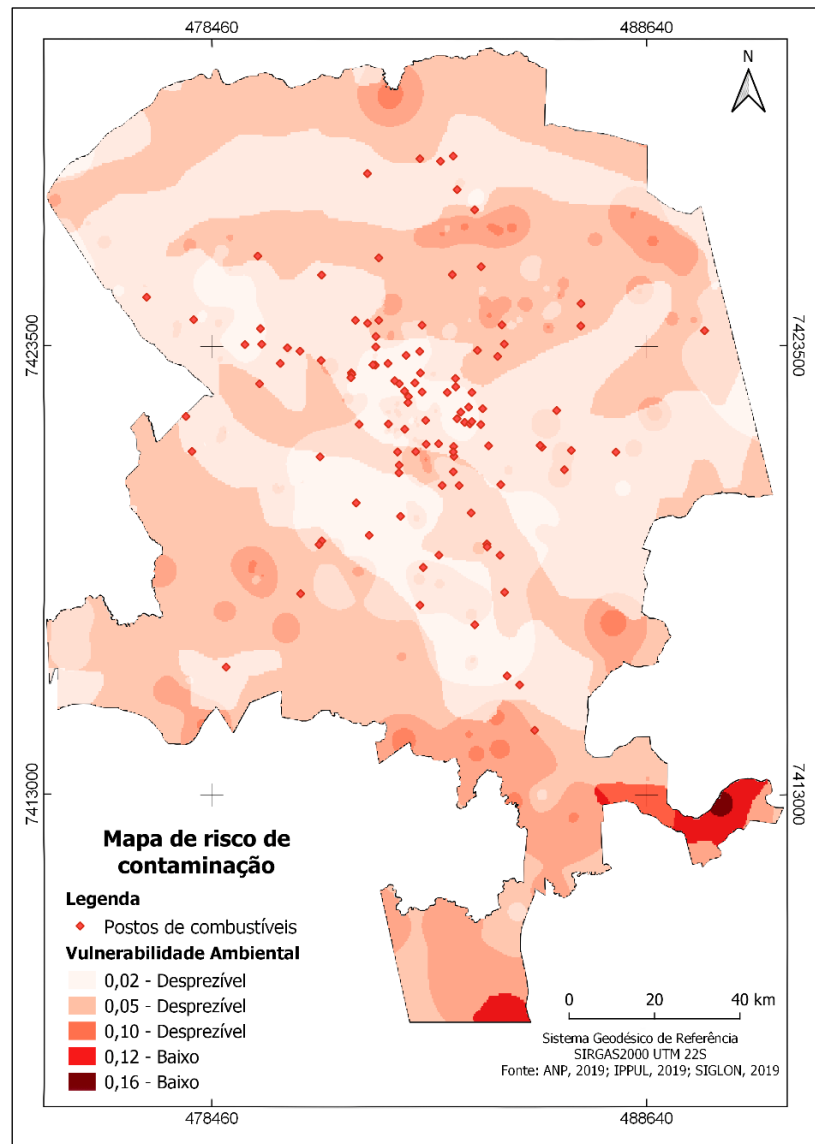 478460
488640
N
7423500
7423500
7413000
7413000
Mapa de risco de
contaminação
Legenda
Postos de combustíveis
Vulnerabilidade Ambiental
0,02 - Desprezível
0,05 - Desprezível
0,10 - Desprezível
0,12 - Baixo
0,16 - Baixo
0 20 40 km
Sistema Geodésico de Referência
SIRGAS2000 UTM 22S
Fonte: ANP, 2019; IPPUL, 2019; SIGLON, 2019
478460
488640